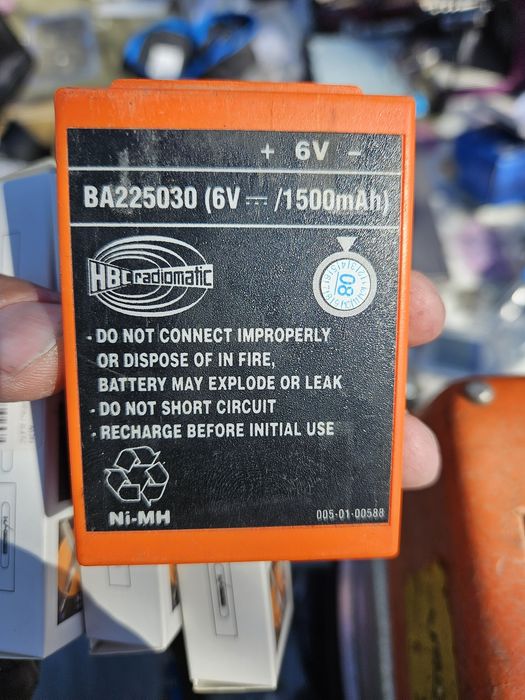 + 6V -
BA225030 (6V ⎓ /1500mAh)
HBC radiomatic
80
- DO NOT CONNECT IMPROPERLY
OR DISPOSE OF IN FIRE,
BATTERY MAY EXPLODE OR LEAK
- DO NOT SHORT CIRCUIT
- RECHARGE BEFORE INITIAL USE
Ni-MH
005-01-00588